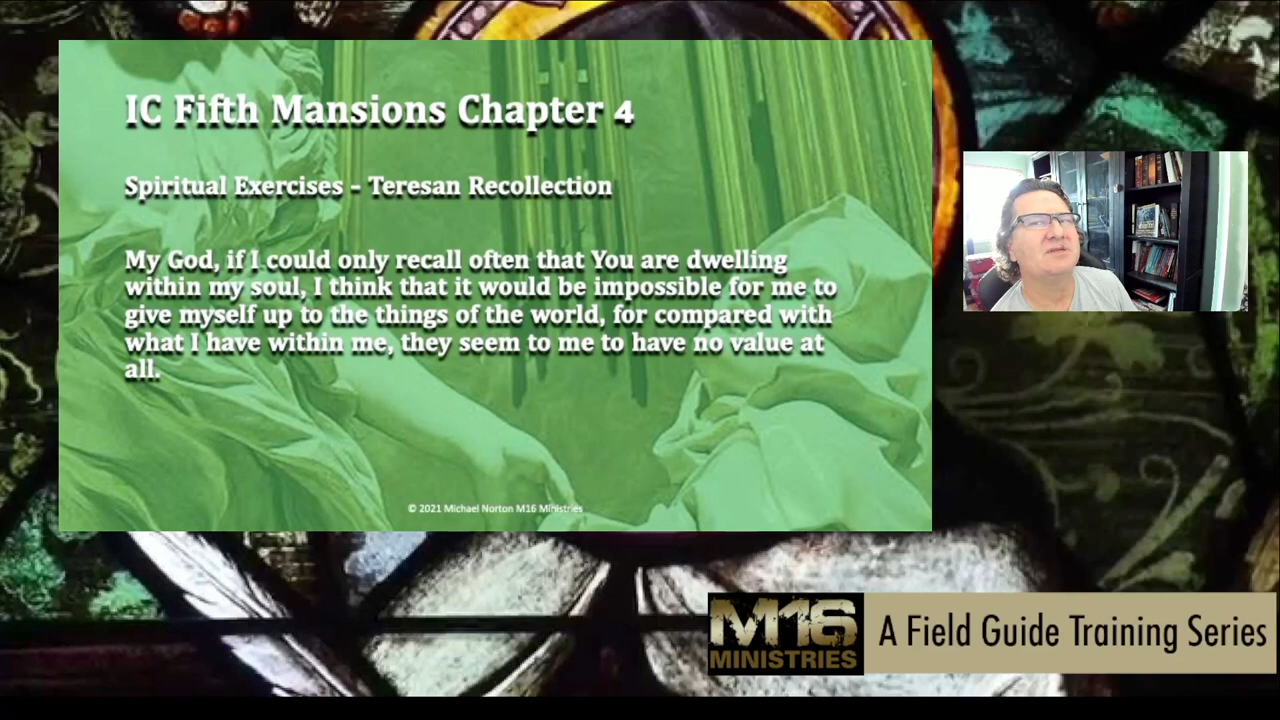 IC Fifth Mansions Chapter 4
Spiritual Exercises - Teresan Recollection
My God, if I could only recall often that You are dwelling
within my soul, I think that it would be impossible for me to
give myself up to the things of the world, for compared with
what I have within me, they seem to me to have no value at
all.
© 2021 Michael Norton M16 Ministries
M16
MINISTRIES
A Field Guide Training Series